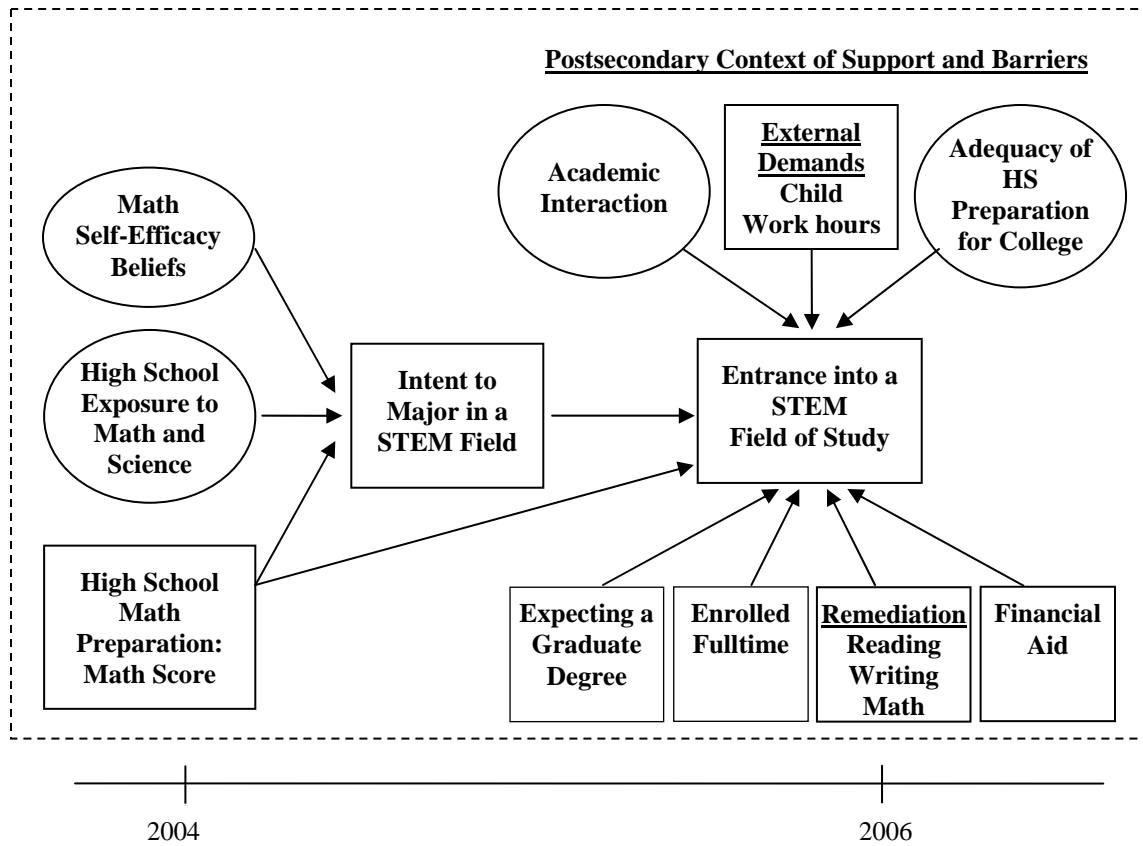 Postsecondary Context of Support and Barriers
Math
Self-Efficacy
Beliefs
High School
Exposure to
Math and
Science
High School
Math
Preparation:
Math Score
Intent to
Major in a
STEM Field
Academic
Interaction
External
Demands
Child
Work hours
Adequacy of
HS
Preparation
for College
Entrance into a
STEM
Field of Study
Expecting a
Graduate
Degree
Enrolled
Fulltime
Remediation
Reading
Writing
Math
Financial
Aid
2004
2006